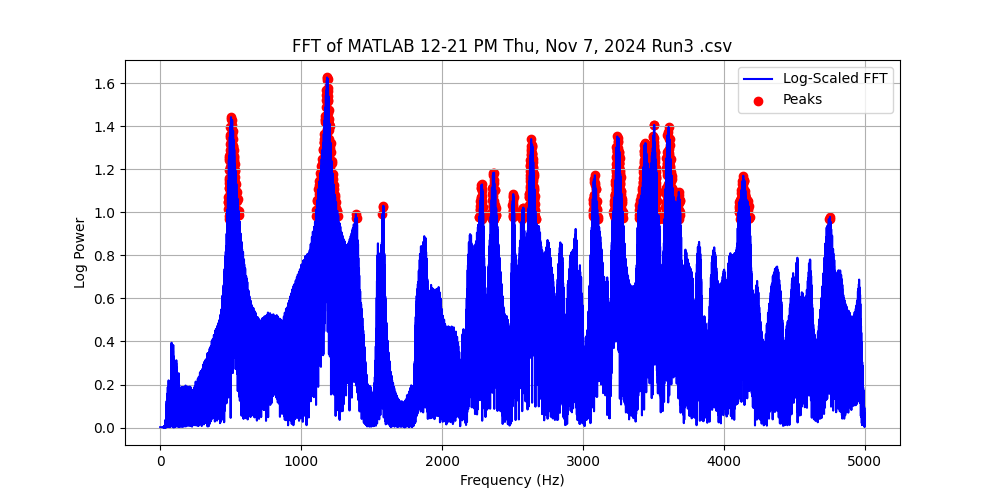 FFT of MATLAB 12-21 PM Thu, Nov 7, 2024 Run3 .csv
Log-Scaled FFT
Peaks
1.6
1.4
1.2
1.0
0.8
0.6
0.4
0.2
0.0
Log Power
0 1000 2000 3000 4000 5000
Frequency (Hz)